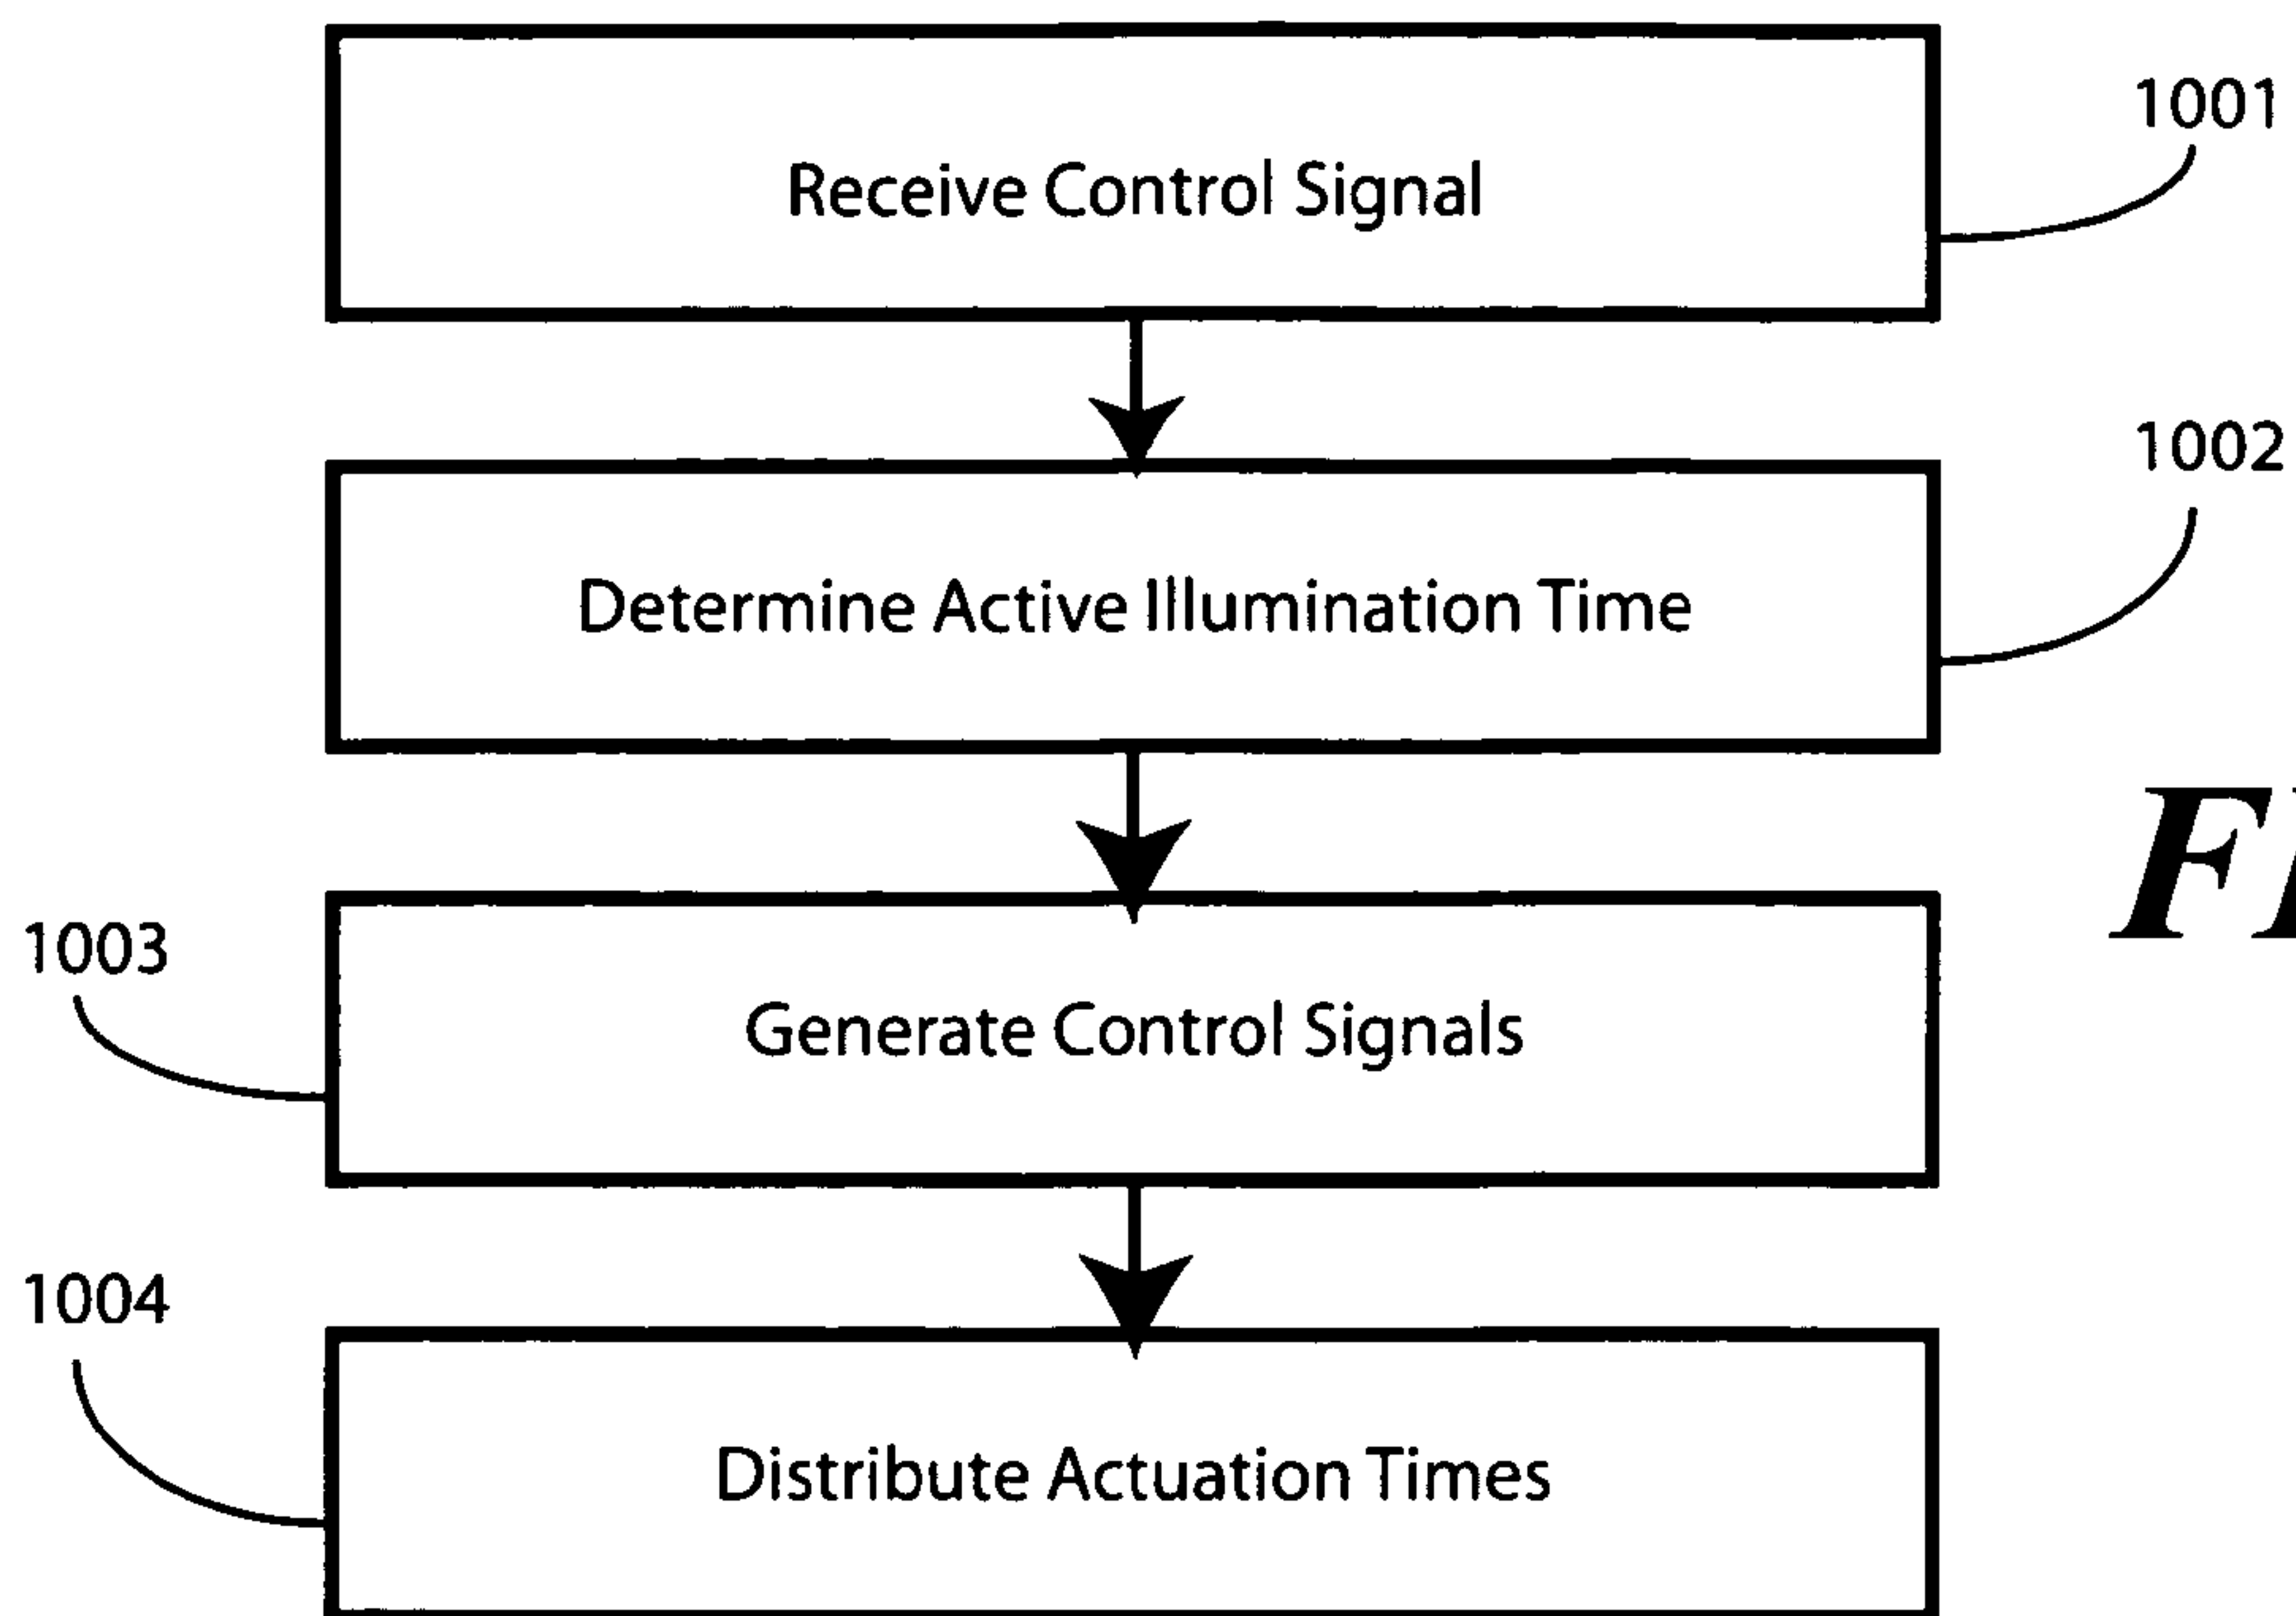 Receive Control Signal
1001
Determine Active Illumination Time
1002
1003
Generate Control Signals
1004
Distribute Actuation Times